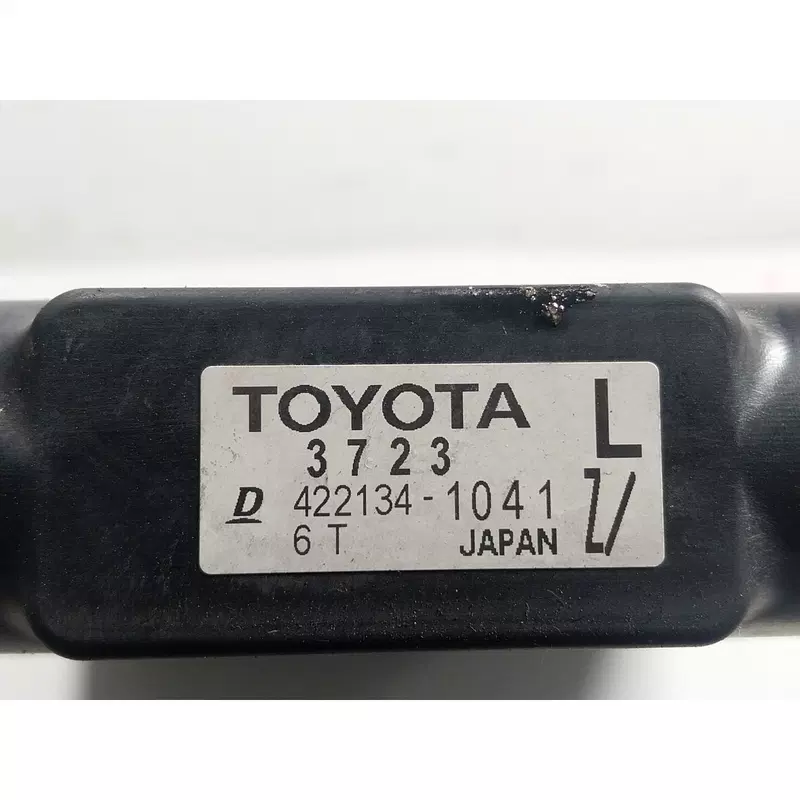 TOYOTA L
3723
D 422134-1041
6T JAPAN